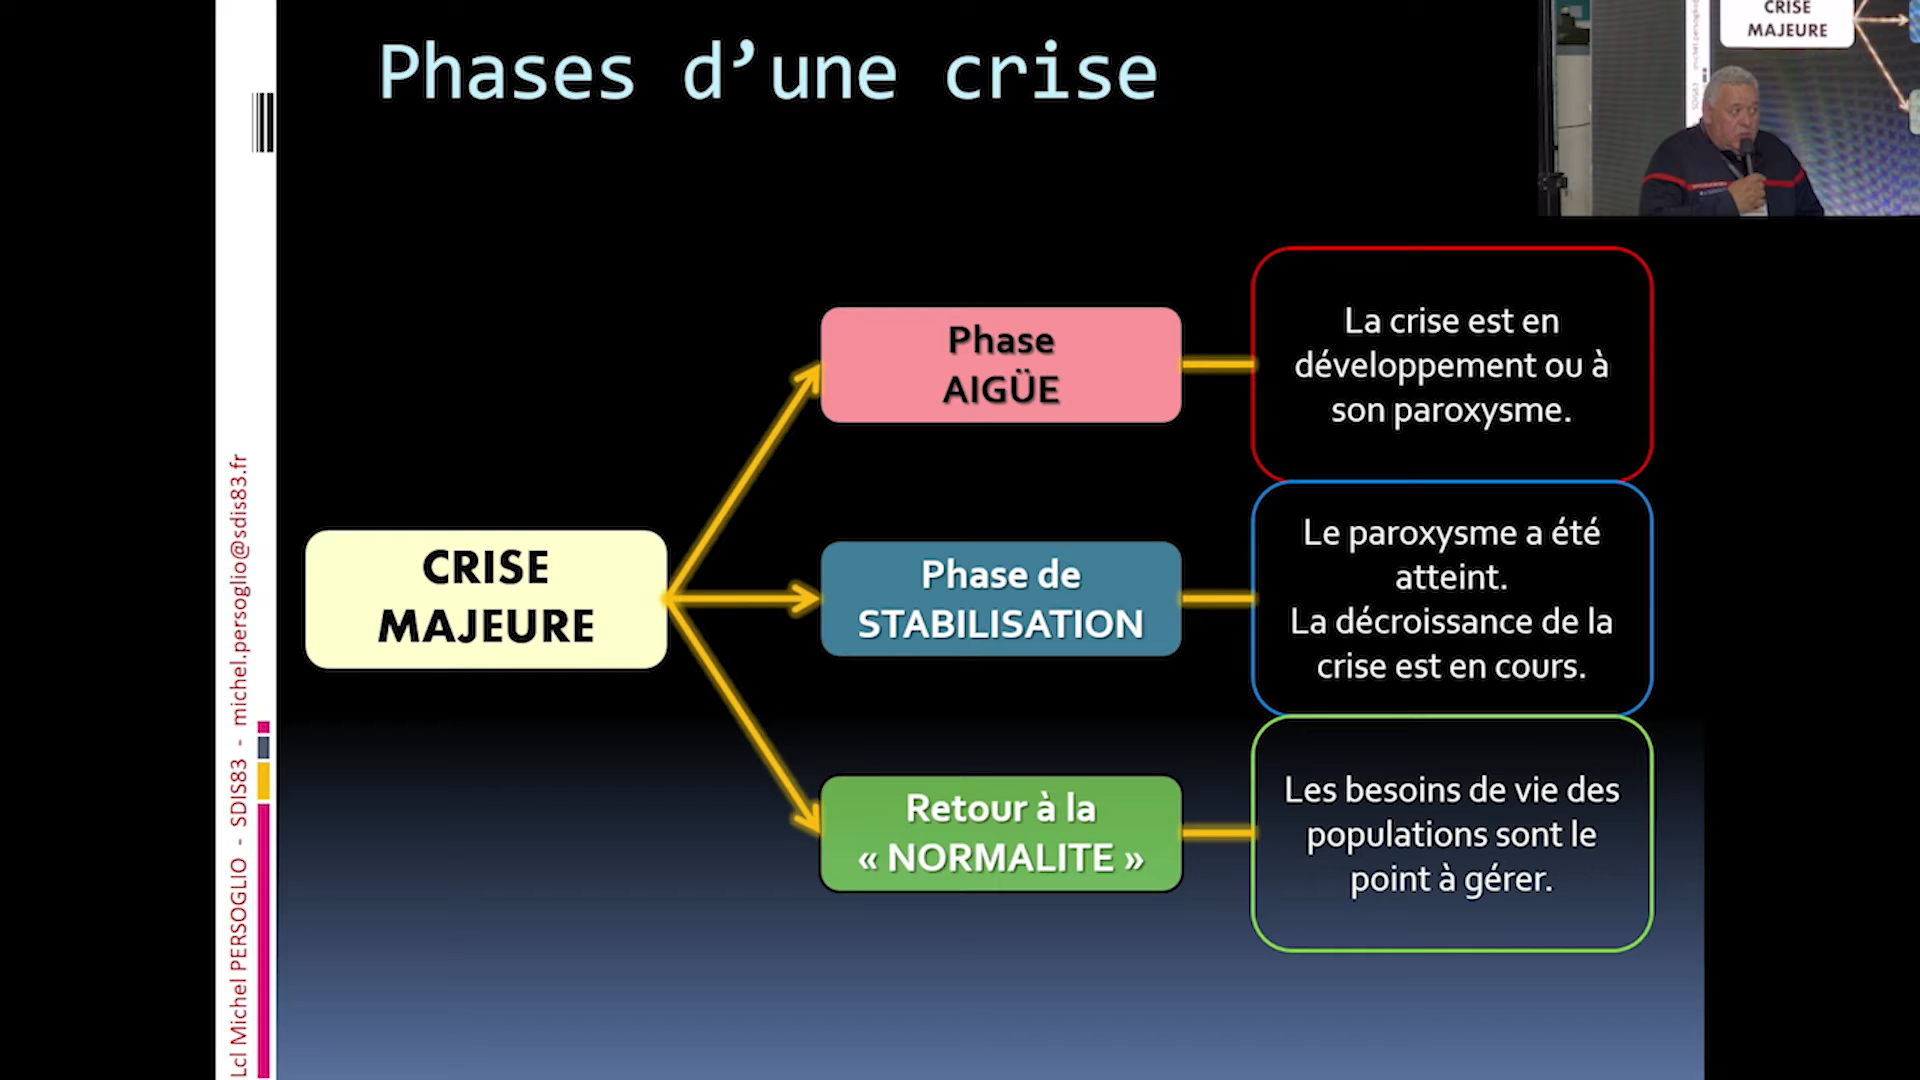 Phases d’une crise
CRISE
MAJEURE
Phase
AIGÜE
La crise est en
développement ou à
son paroxysme.
CRISE
MAJEURE
Phase de
STABILISATION
Le paroxysme a été
atteint.
La décroissance de la
crise est en cours.
Retour à la
« NORMALITE »
Les besoins de vie des
populations sont le
point à gérer.
Lcl Michel PERSOGLIO - SDIS83 - michel.persoglio@sdis83.fr